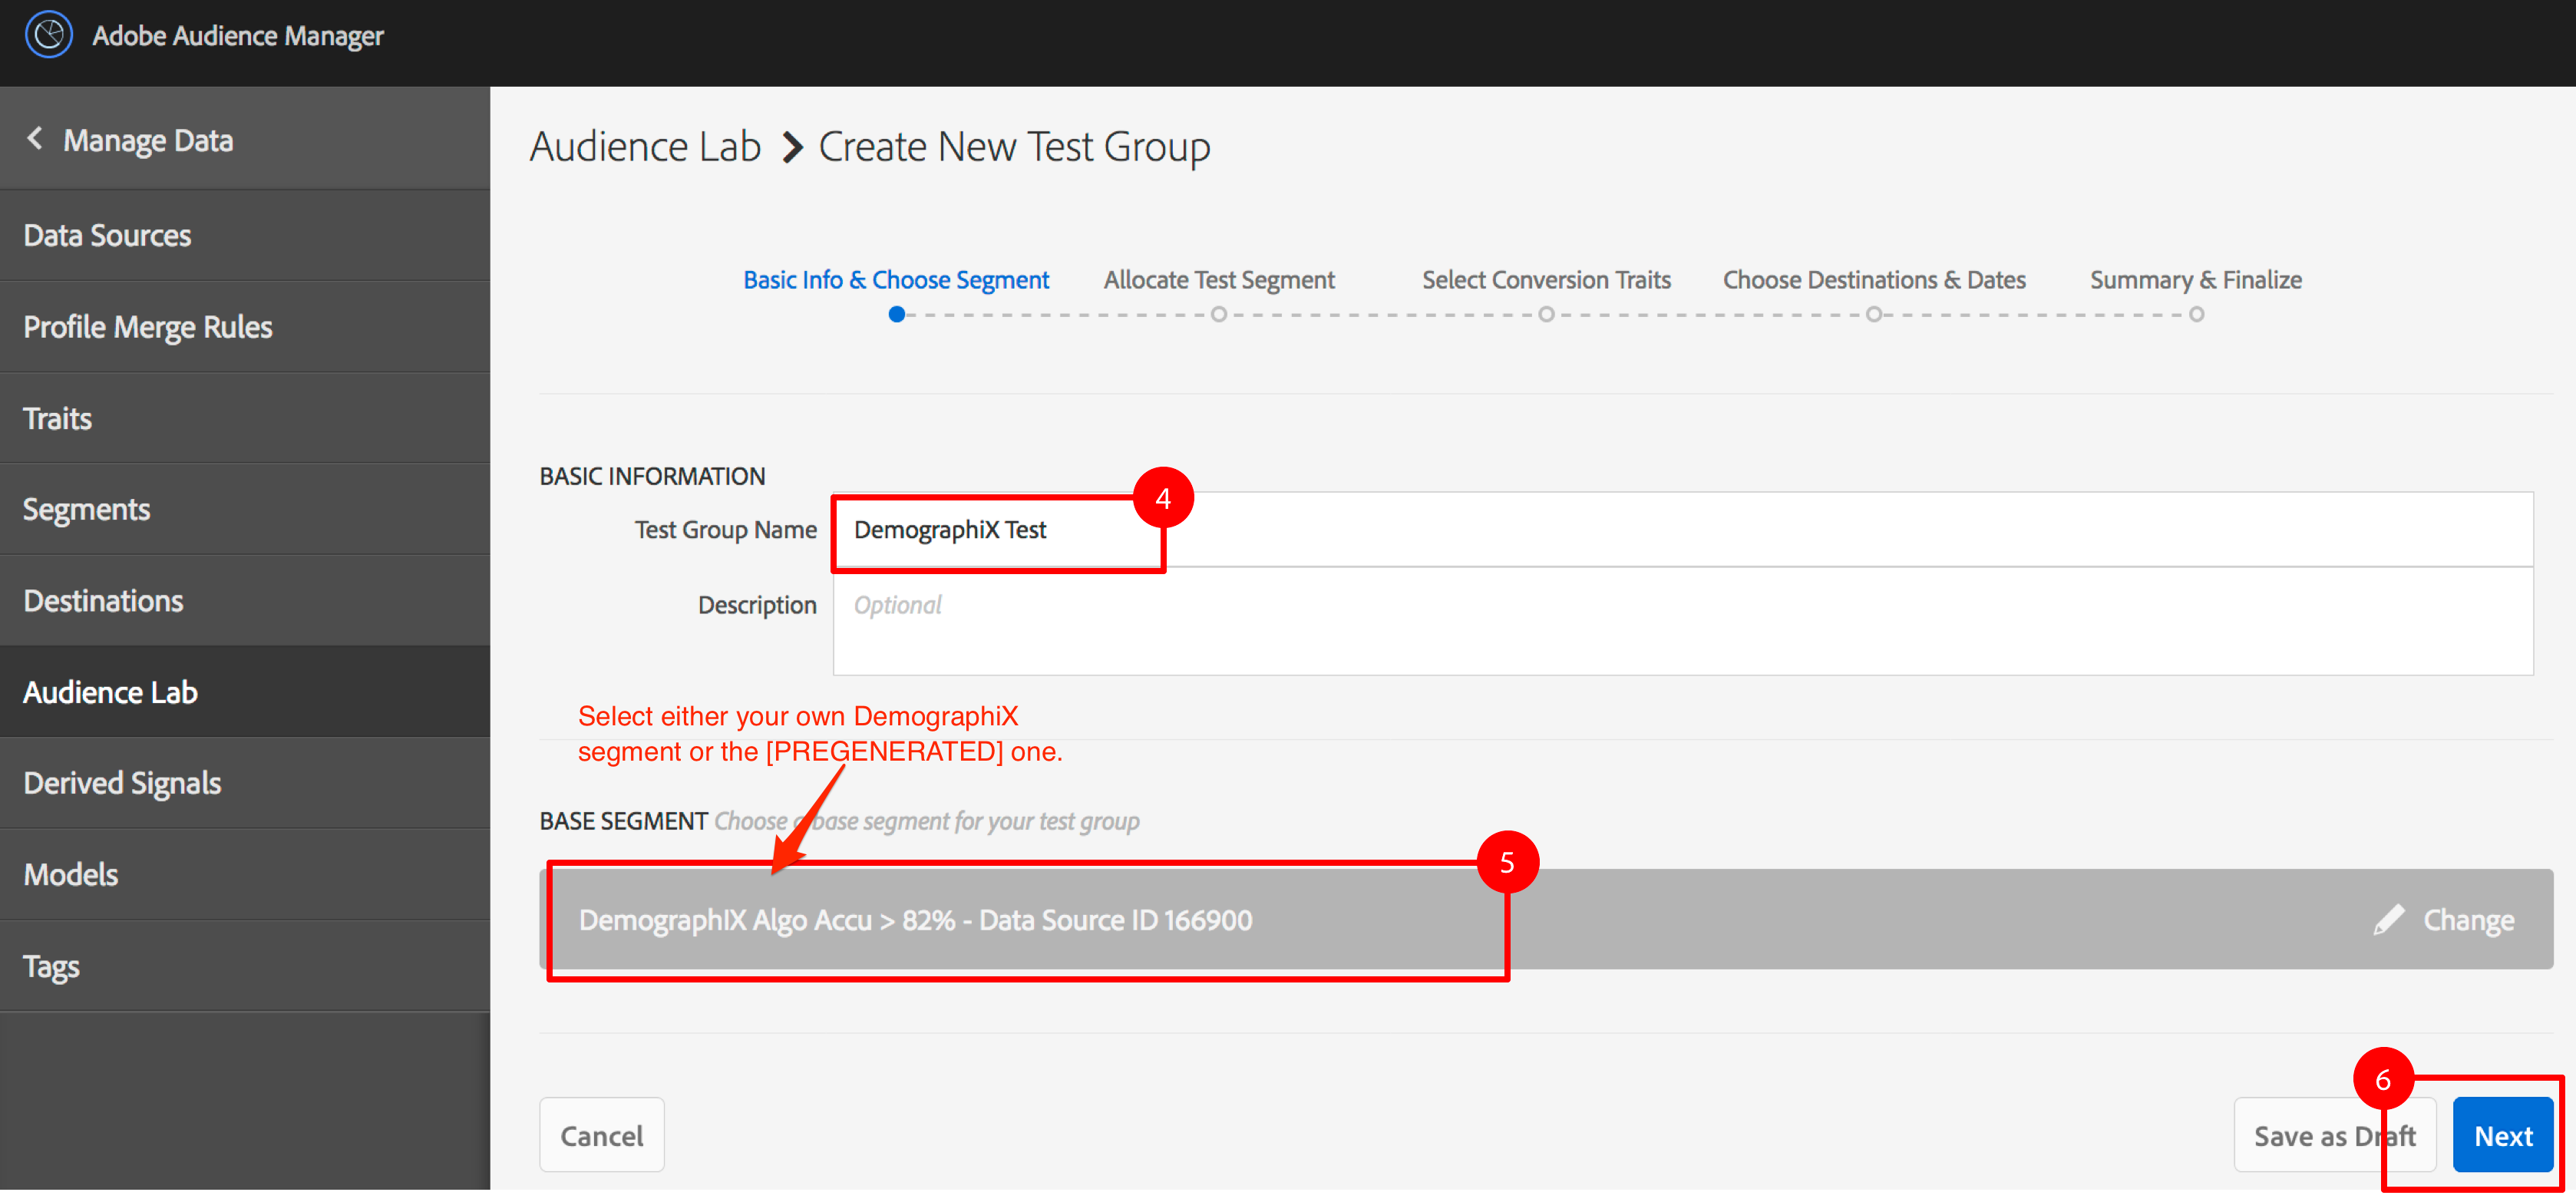 Adobe Audience Manager
Manage Data
Data Sources
Profile Merge Rules
Traits
Segments
Destinations
Audience Lab
Derived Signals
Models
Tags
Audience Lab > Create New Test Group
Basic Info & Choose Segment
Allocate Test Segment
Select Conversion Traits
Choose Destinations & Dates
Summary & Finalize
BASIC INFORMATION
4
Test Group Name DemographiX Test
Description Optional
Select either your own DemographiX
segment or the [PREGENERATED] one.
BASE SEGMENT Choose a base segment for your test group
5
DemographIX Algo Accu > 82% - Data Source ID 166900
Change
6
Cancel
Save as Draft
Next